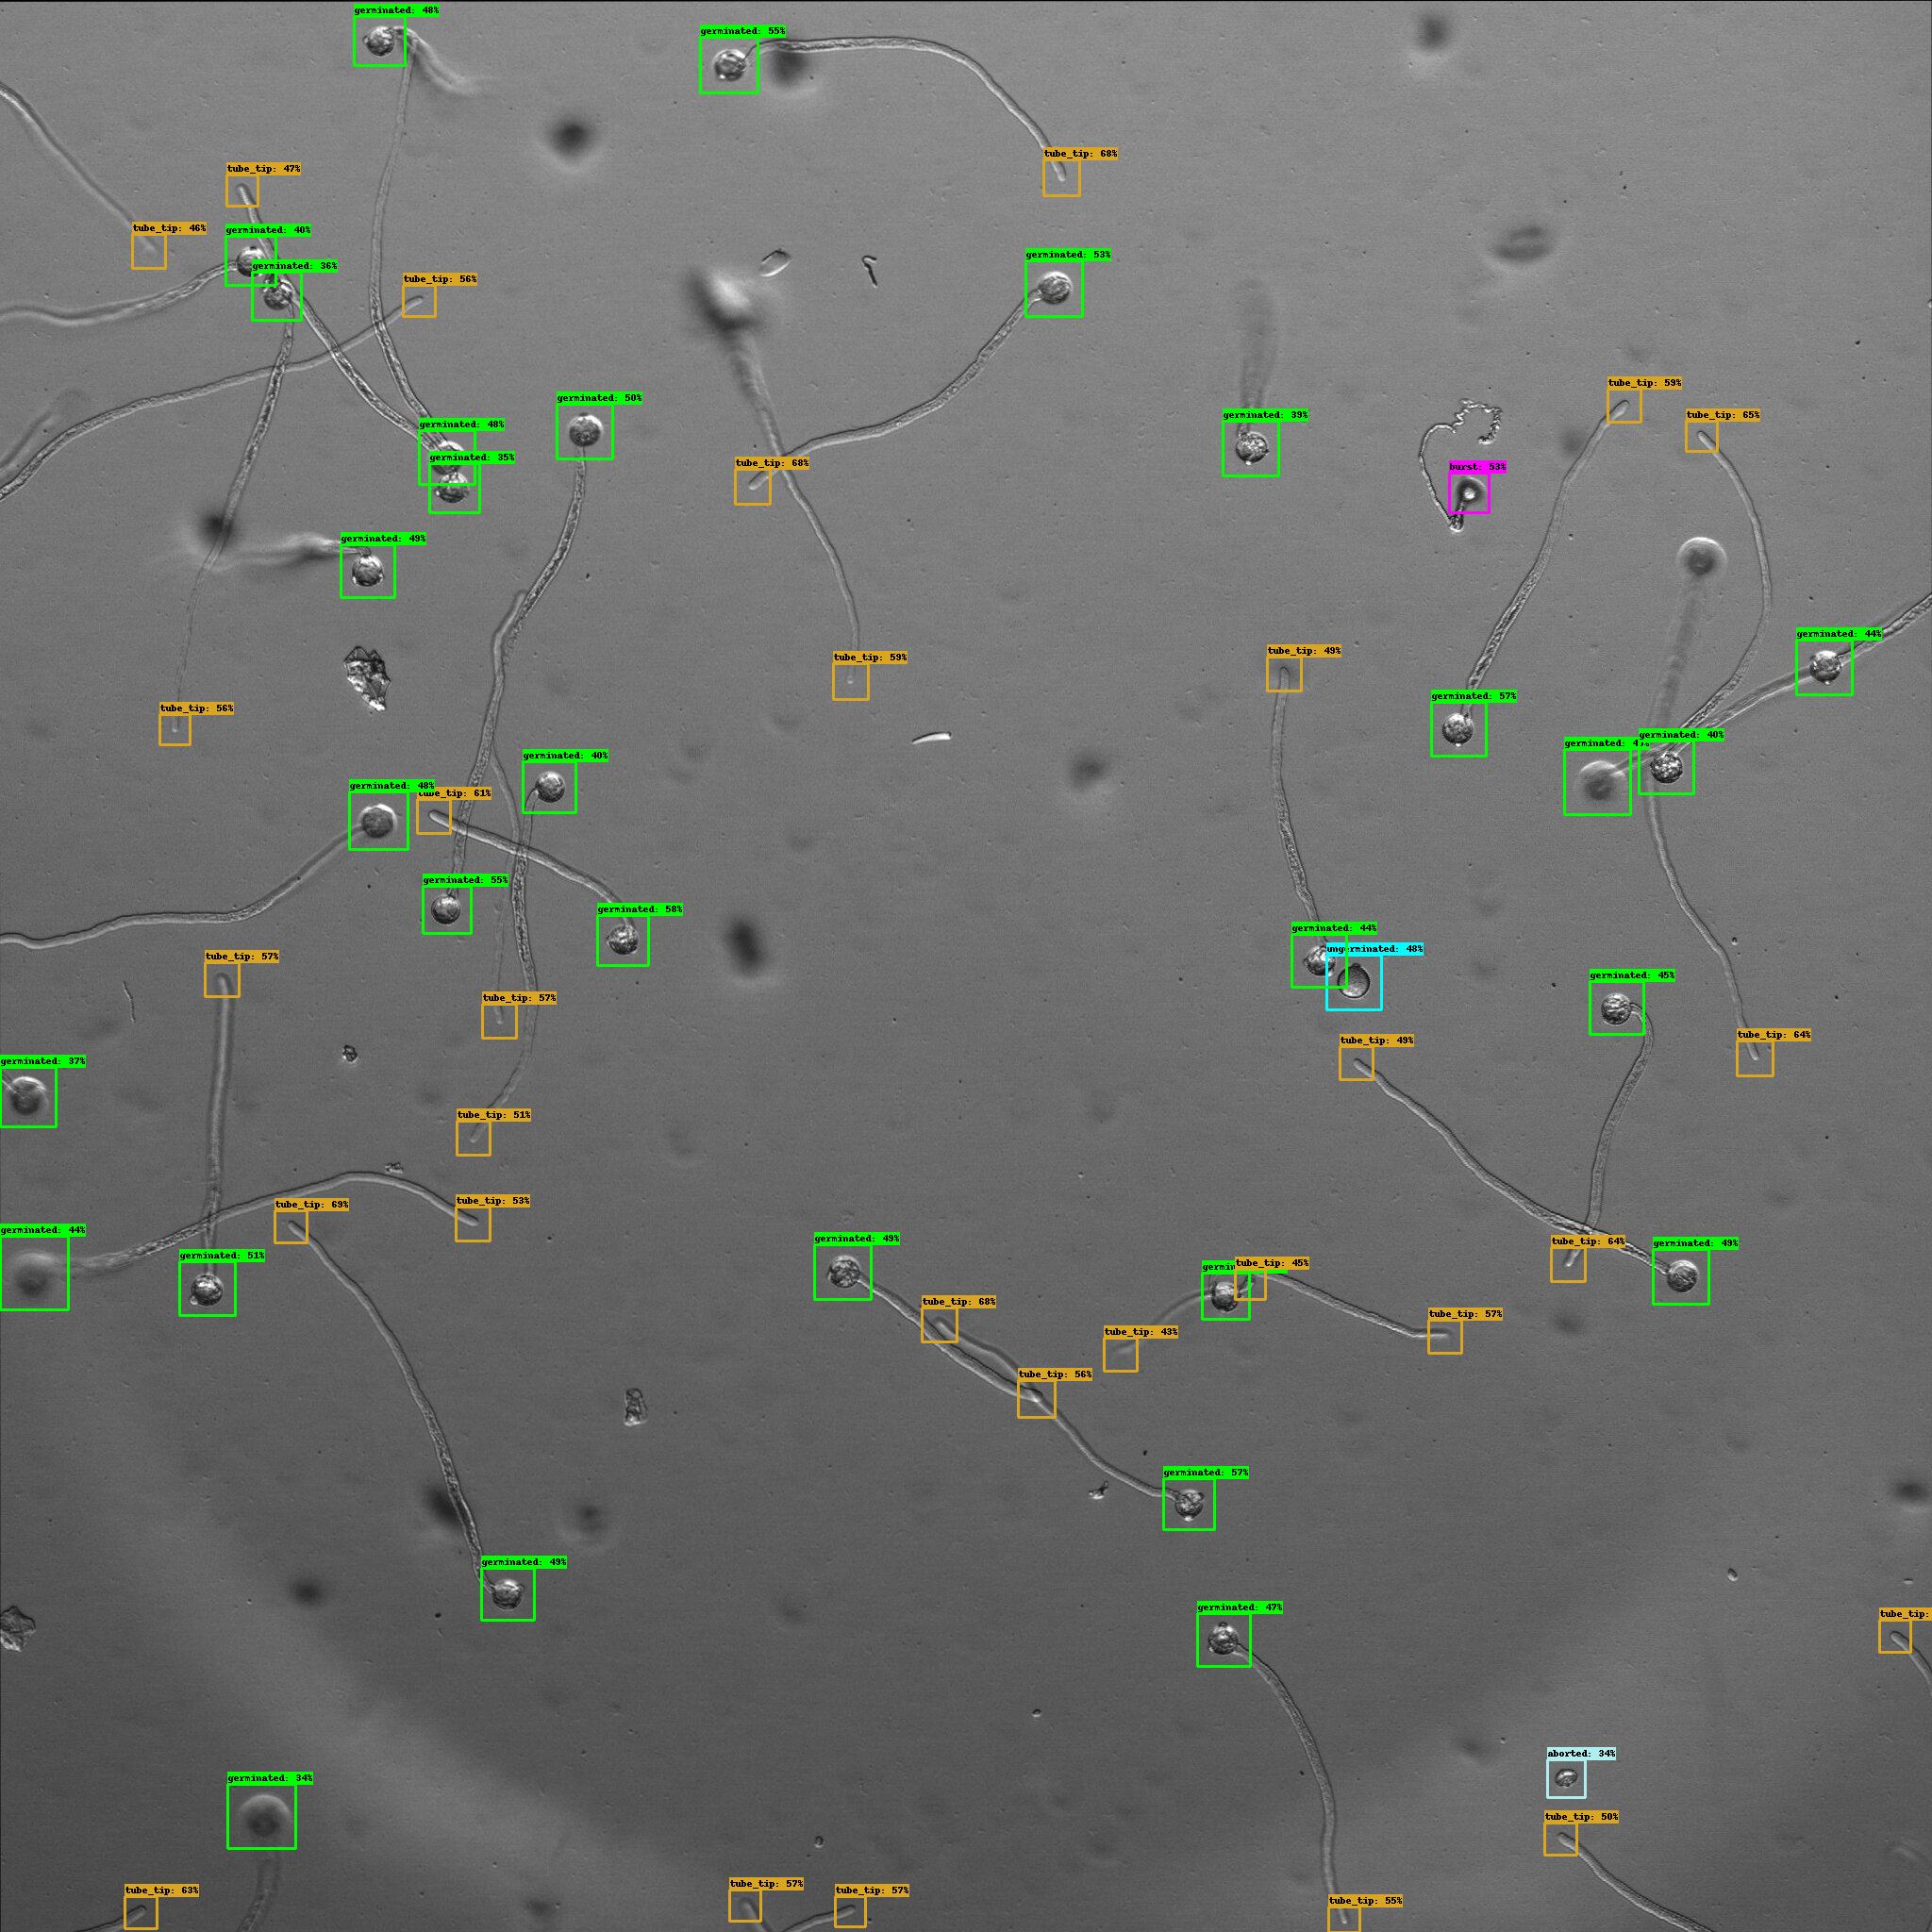 germinated: 48%
germinated: 55%
tube_tip: 68%
tube_tip: 47%
tube_tip: 46%
germinated: 40%
germinated: 36%
tube_tip: 56%
germinated: 53%
germinated: 50%
tube_tip: 59%
tube_tip: 65%
germinated: 39%
germinated: 48%
germinated: 35%
tube_tip: 68%
burst: 53%
germinated: 49%
germinated: 44%
tube_tip: 49%
tube_tip: 59%
germinated: 57%
tube_tip: 56%
germinated: 40%
germinated:
germinated: 40%
germinated: 48%
tube_tip: 61%
germinated: 55%
germinated: 58%
germinated: 44%
ungerminated: 48%
tube_tip: 57%
germinated: 45%
tube_tip: 57%
tube_tip: 64%
tube_tip: 49%
germinated: 37%
tube_tip: 51%
tube_tip: 53%
tube_tip: 69%
germinated: 44%
germinated: 49%
tube_tip: 64%
germinated: 49%
germinated: 51%
tube_tip: 45%
tube_tip: 68%
tube_tip: 57%
tube_tip: 43%
tube_tip: 56%
germinated: 57%
germinated: 49%
germinated: 47%
tube_tip:
aborted: 34%
germinated: 34%
tube_tip: 50%
tube_tip: 57%
tube_tip: 63%
tube_tip: 57%
tube_tip: 55%